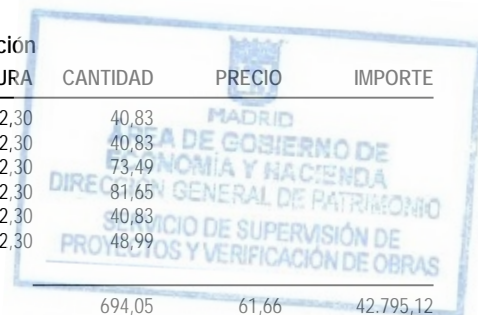 ción
URA CANTIDAD PRECIO IMPORTE
2,30 40,83
2,30 40,83
2,30 73,49
2,30 81,65
2,30 40,83
2,30 48,99
694,05 61,66 42.795,12
MADRID
ÁREA DE GOBIERNO DE
ECONOMÍA Y HACIENDA
DIRECCIÓN GENERAL DE PATRIMONIO
SERVICIO DE SUPERVISIÓN DE
PROYECTOS Y VERIFICACIÓN DE OBRAS